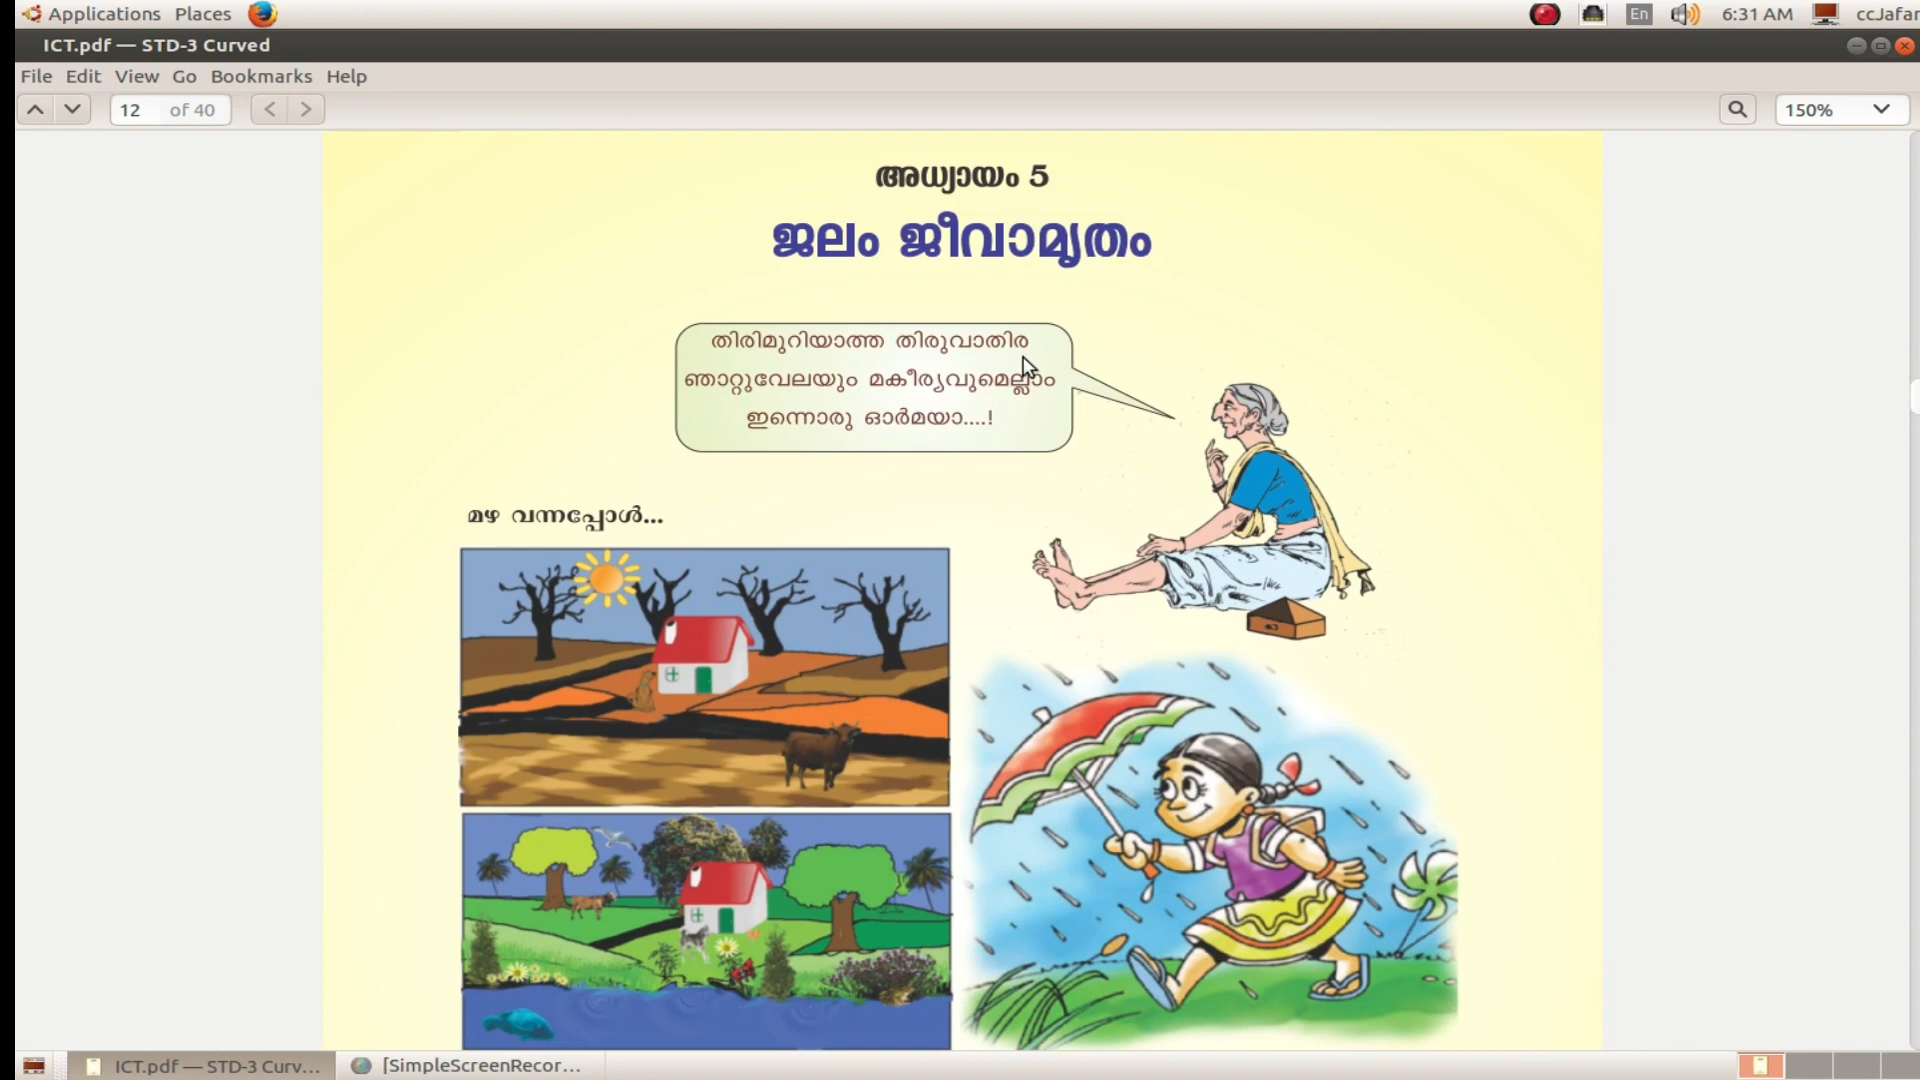 Applications Places
En
6:31 AM
ccJafar
ICT.pdf — STD-3 Curved
File Edit View Go Bookmarks Help
12 of 40
150%
അധ്യായം 5
ജലം ജീവാമൃതം
തിരിമുറിയാത്ത തിരുവാതിര
ഞാറ്റുവേലയും മകീര്യവുമെല്ലാം
ഇന്നൊരു ഓർമയാ....!
മഴ വന്നപ്പോൾ...
ICT.pdf — STD-3 Curv...
[SimpleScreenRecor...